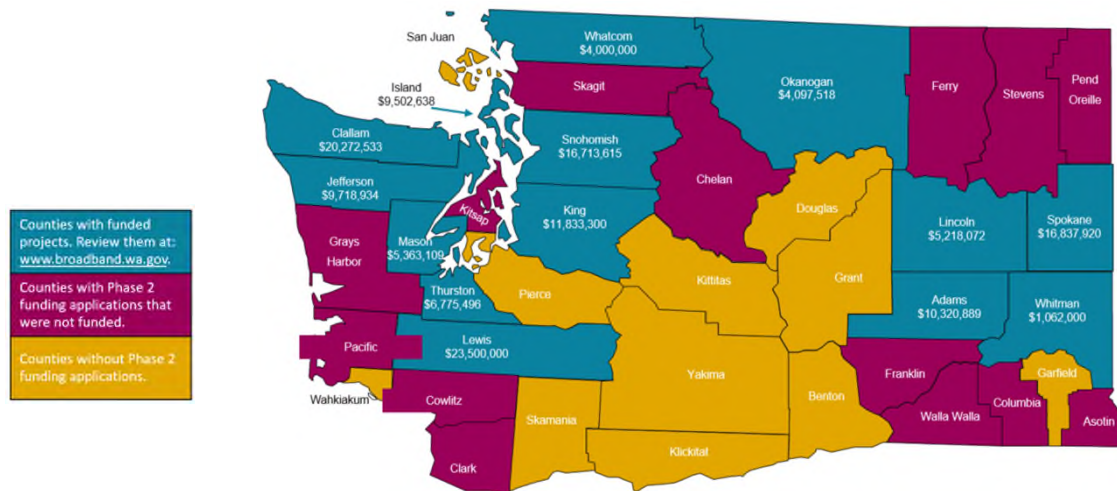 San Juan
Whatcom
$4,000,000
Skagit
Okanogan
$4,097,518
Ferry
Stevens
Pend
Oreille
Island
$9,502,638
Clallam
$20,272,533
Snohomish
$16,713,615
Chelan
Jefferson
$9,718,934
Kitsap
King
$11,833,300
Douglas
Lincoln
$5,218,072
Spokane
$16,837,920
Counties with funded
projects. Review them at:
www.broadband.wa.gov.
Counties with Phase 2
funding applications that
were not funded.
Counties without Phase 2
funding applications.
Grays
Harbor
Mason
$5,363,109
Thurston
$6,775,496
Pierce
Kittitas
Grant
Adams
$10,320,889
Whitman
$1,062,000
Pacific
Lewis
$23,500,000
Yakima
Franklin
Garfield
Wahkiakum
Cowlitz
Skamania
Benton
Walla Walla
Columbia
Asotin
Clark
Klickitat